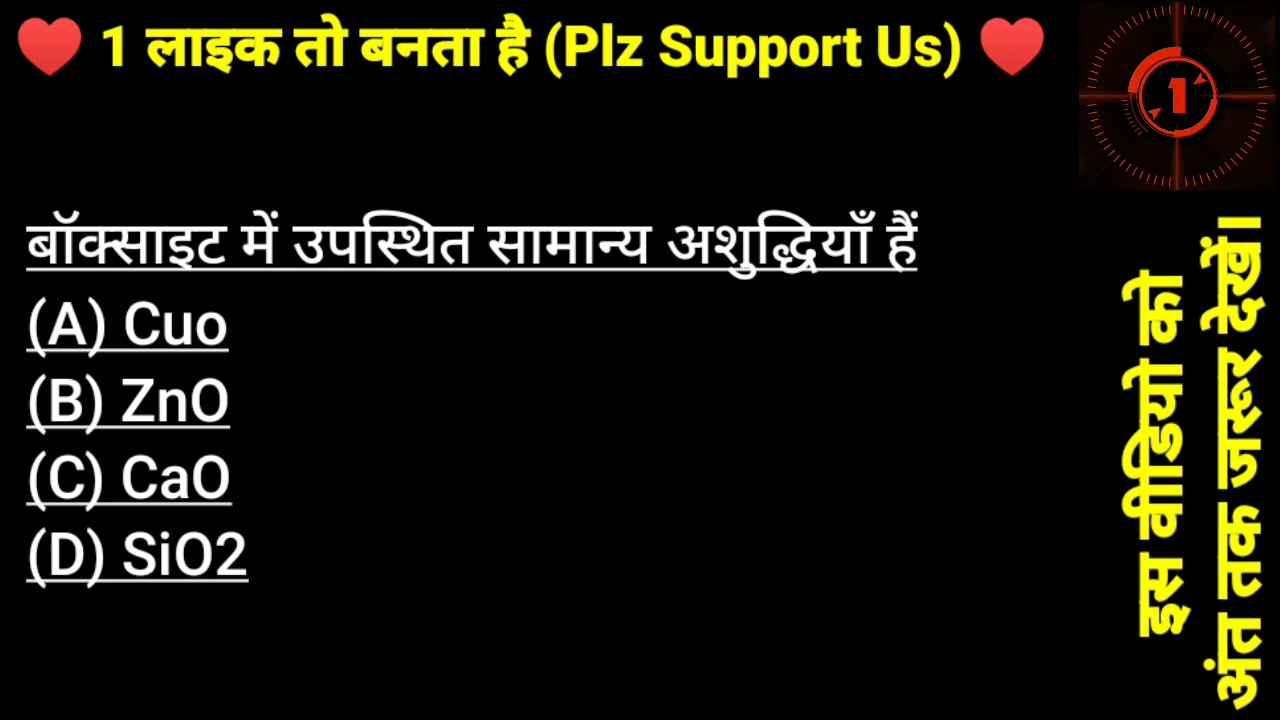 ❤️ 1 लाइक तो बनता है (Plz Support Us) ❤️
1
बॉक्साइट में उपस्थित सामान्य अशुद्धियाँ हैं
(A) Cuo
(B) ZnO
(C) CaO
(D) SiO2
इस वीडियो को
अंत तक जरूर देखें।